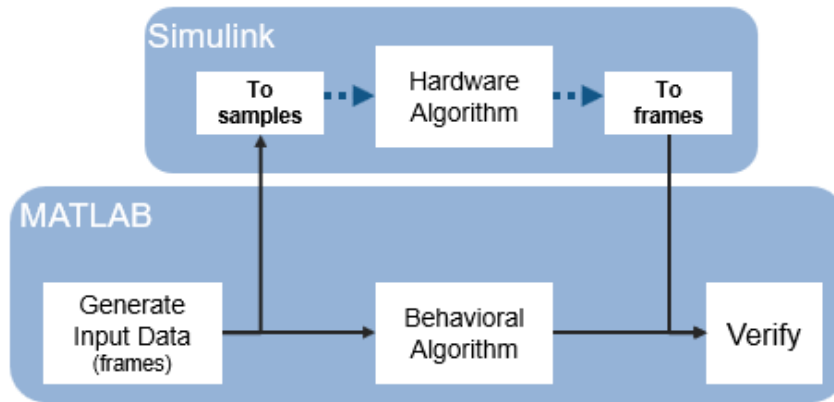 Simulink
To
samples
Hardware
Algorithm
To
frames
MATLAB
Generate
Input Data
(frames)
Behavioral
Algorithm
Verify